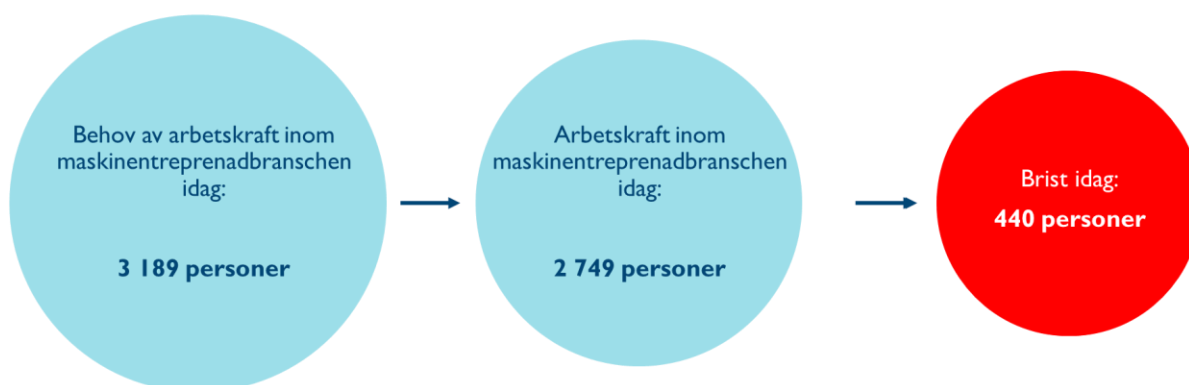 Behov av arbetskraft inom
maskinentreprenadbranschen
idag:
3 189 personer
Arbetskraft inom
maskinentreprenadbranschen
idag:
2 749 personer
Brist idag:
440 personer